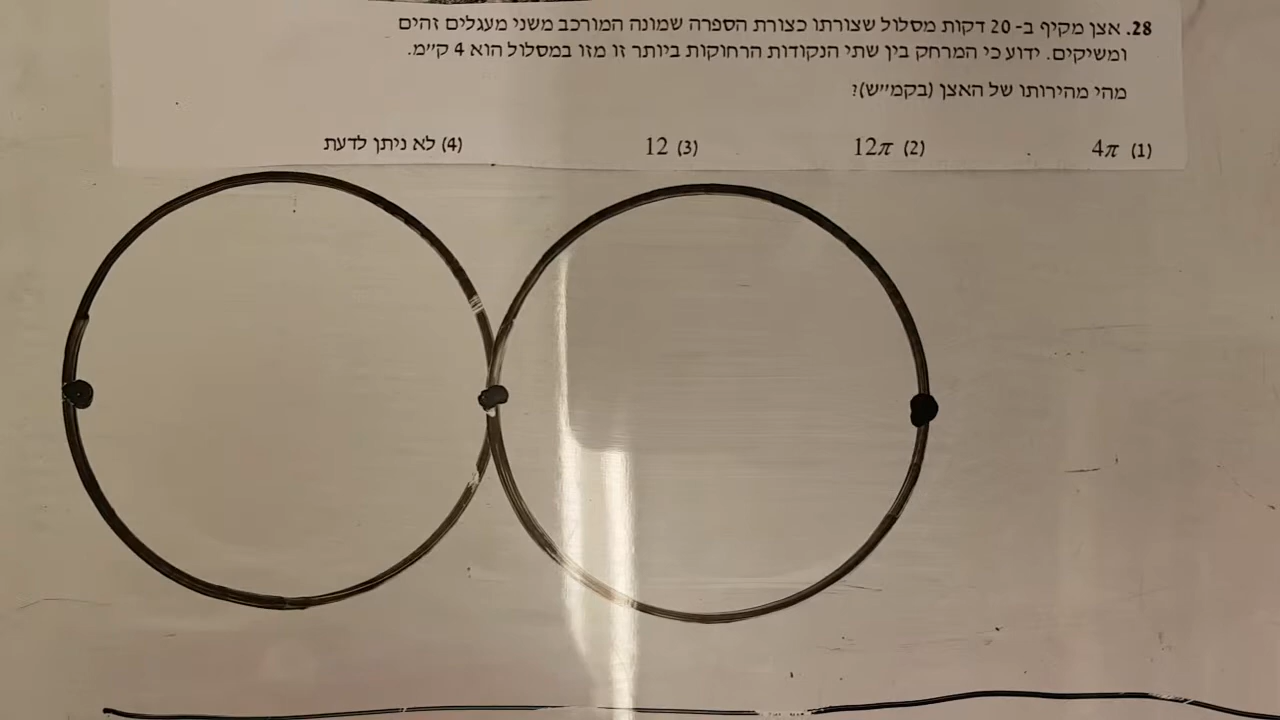 28. אצן מקיף ב- 20 דקות מסלול שצורתו כצורת הספרה שמונה המורכב משני מעגלים זהים
ומשיקים. ידוע כי המרחק בין שתי הנקודות הרחוקות ביותר זו מזו במסלול הוא 4 ק״מ.
מהי מהירותו של האצן (בקמ״ש)?
(1) 4π (2) 12π (3) 12 (4) לא ניתן לדעת